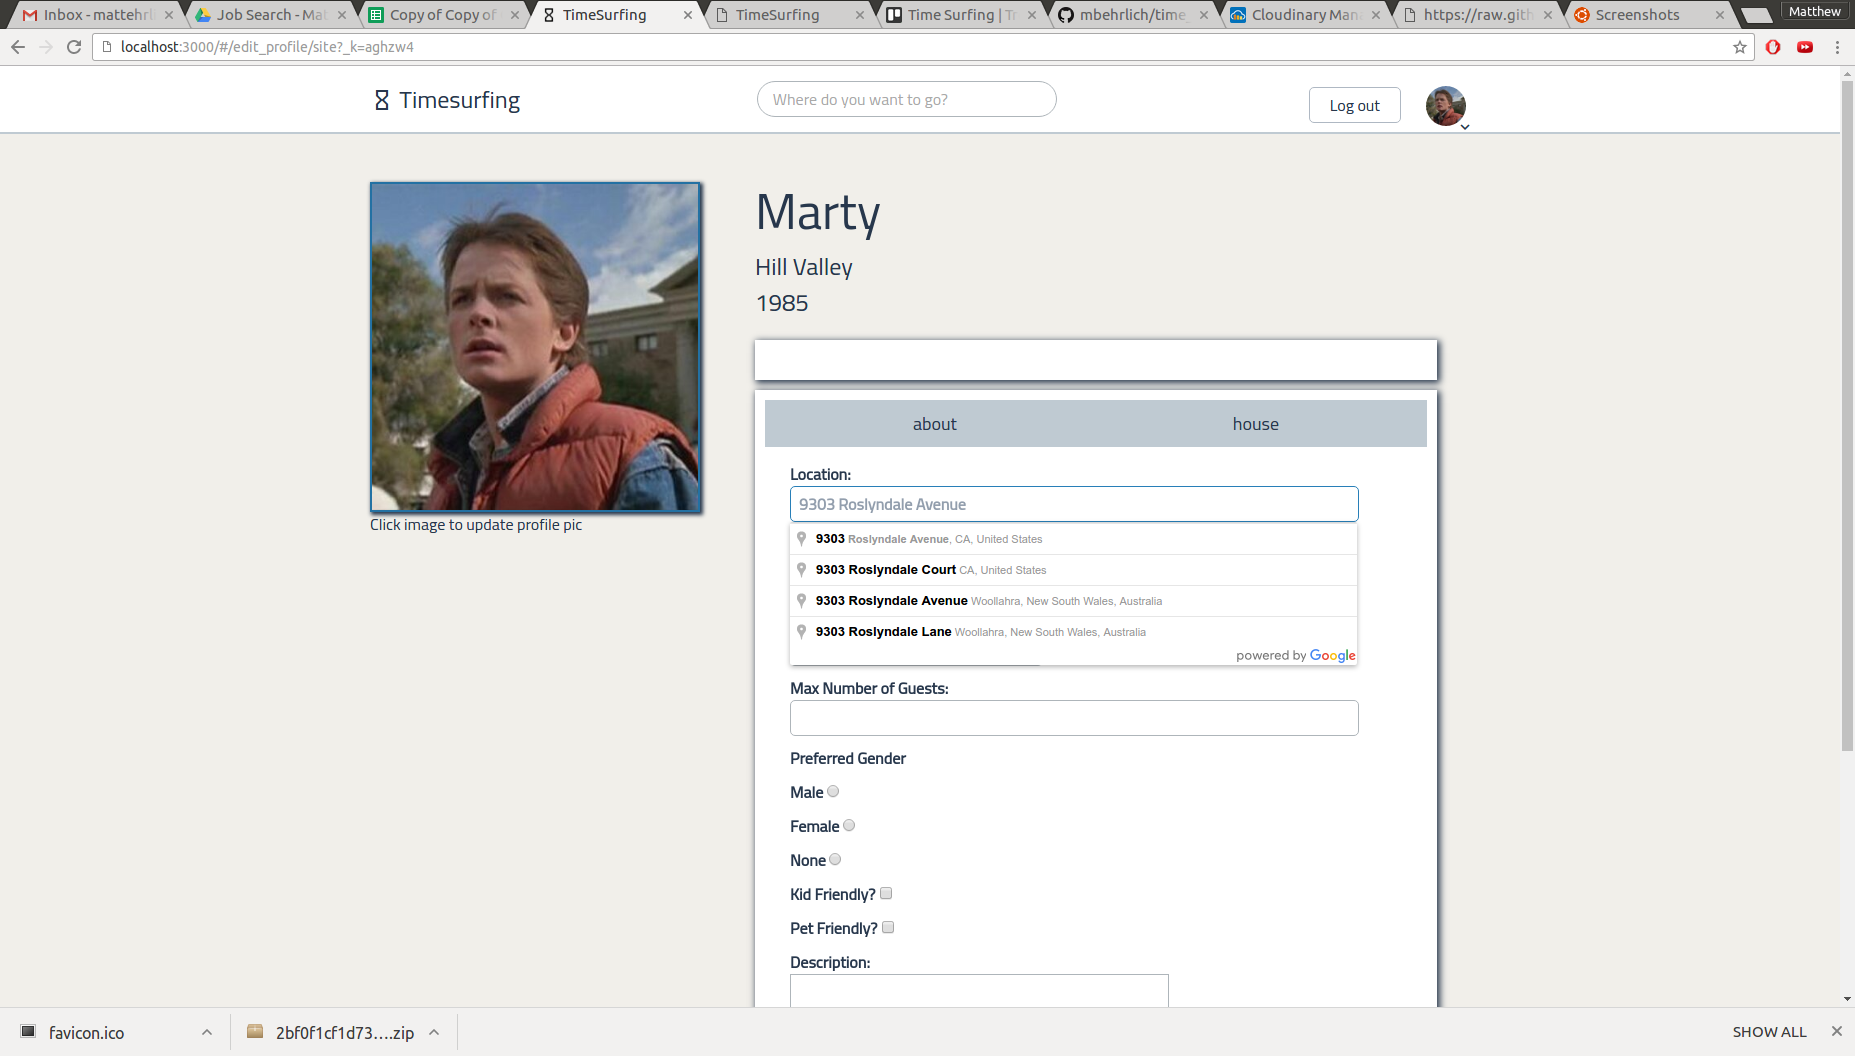 Inbox - mattehrl
Job Search - Mat
Copy of Copy of
TimeSurfing
TimeSurfing
Time Surfing | Tr
mbehrlich/time_
Cloudinary Mana
https://raw.gith
Screenshots
Matthew
localhost:3000/#/edit_profile/site?_k=aghzw4
Timesurfing
Where do you want to go?
Log out
Marty
Hill Valley
1985
Click image to update profile pic
about house
Location:
9303 Roslyndale Avenue
9303 Roslyndale Avenue, CA, United States
9303 Roslyndale Court CA, United States
9303 Roslyndale Avenue Woollahra, New South Wales, Australia
9303 Roslyndale Lane Woollahra, New South Wales, Australia
powered by Google
Max Number of Guests:
Preferred Gender
Male
Female
None
Kid Friendly?
Pet Friendly?
Description:
favicon.ico
2bf0f1cf1d73....zip
SHOW ALL